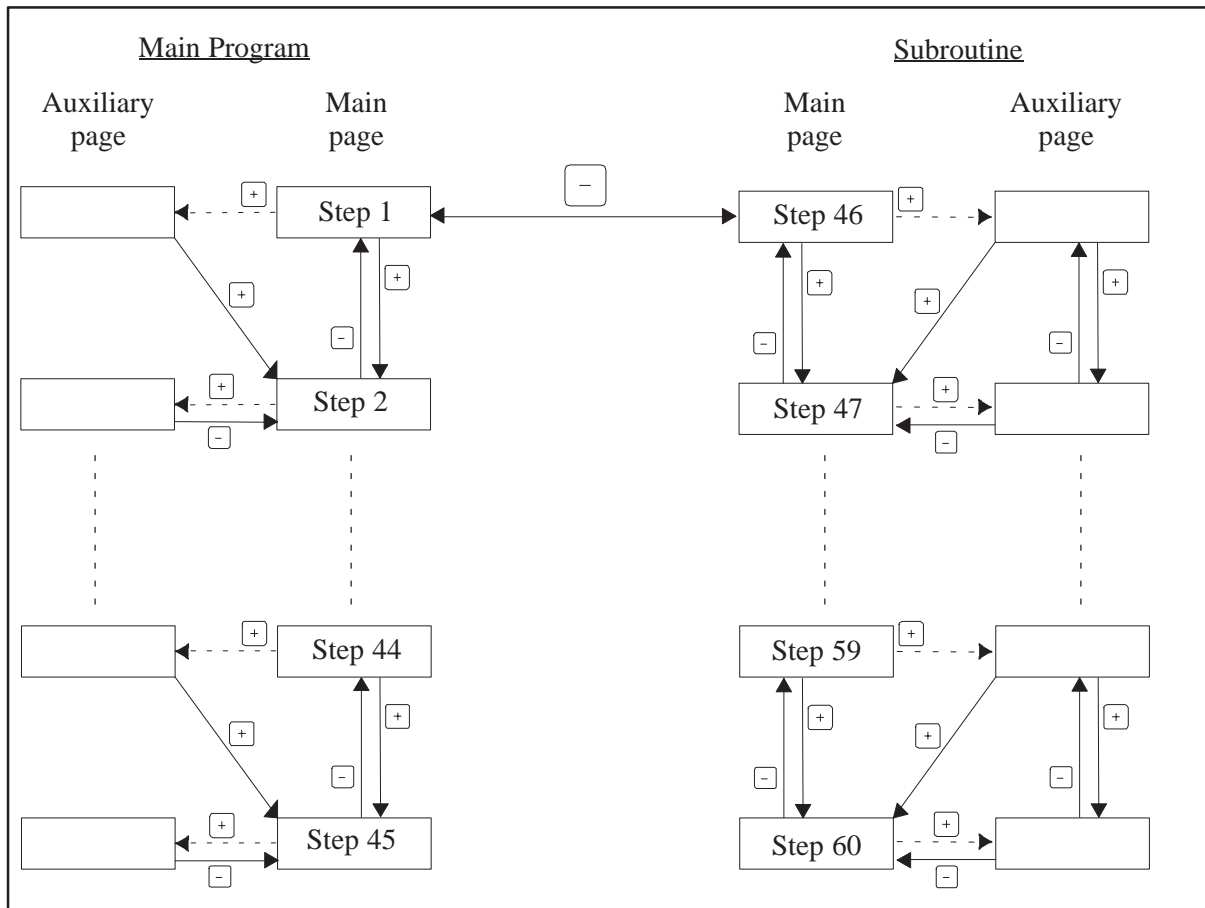 Main Program
Subroutine
Auxiliary page
Main page
Main page
Auxiliary page
−
+
Step 1
Step 46
+
+
+
+
+
+
−
−
−
+
Step 2
+
Step 47
−
−
+
Step 44
+
Step 59
+
+
+
+
+
−
−
−
+
Step 45
+
Step 60
−
−